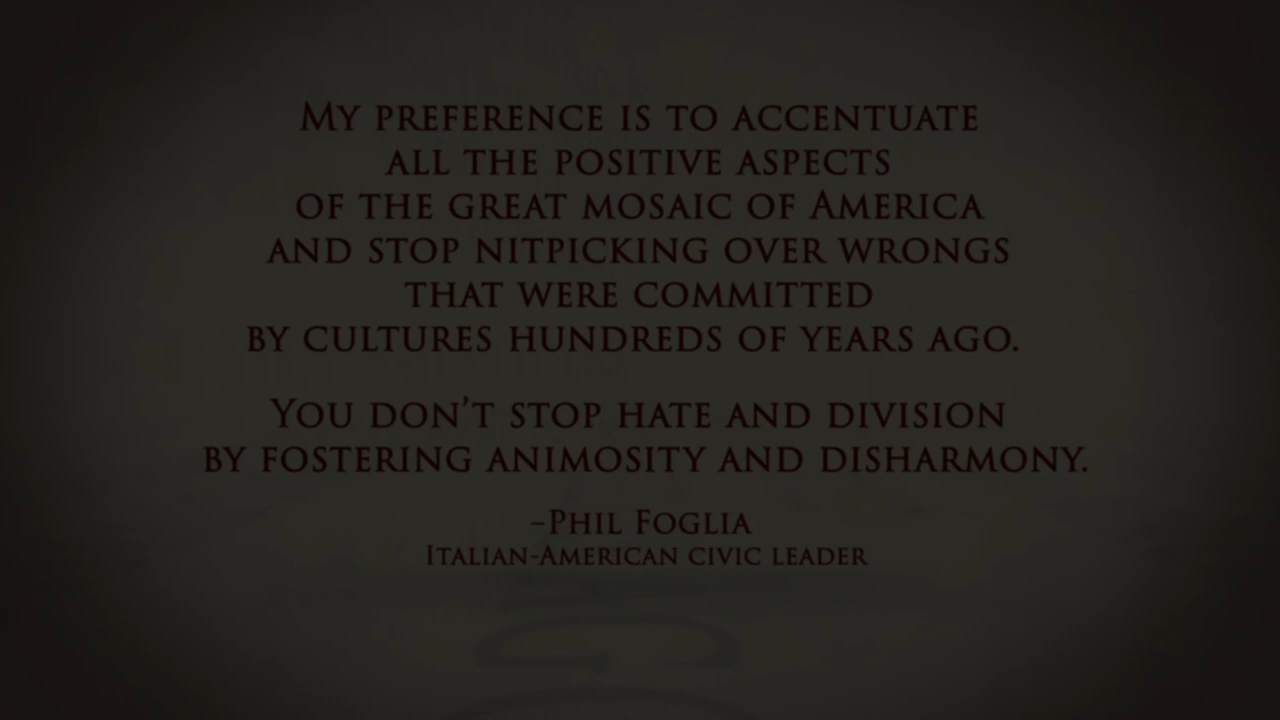 My preference is to accentuate
all the positive aspects
of the great mosaic of America
and stop nitpicking over wrongs
that were committed
by cultures hundreds of years ago.
You don't stop hate and division
by fostering animosity and disharmony.
–Phil Foglia
Italian-American civic leader